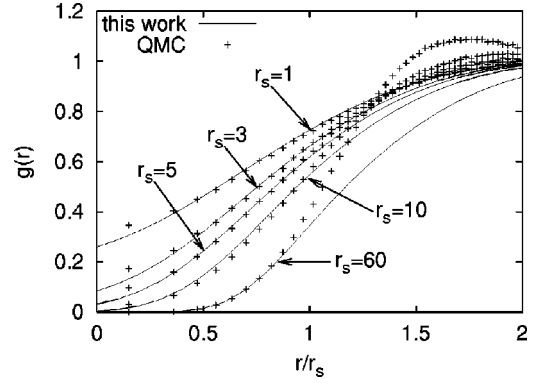 1.2
1
0.8
0.6
0.4
0.2
0
g(r)
this work
QMC
r_s=1
r_s=3
r_s=5
r_s=10
r_s=60
0 0.5 1 1.5 2
r/r_s